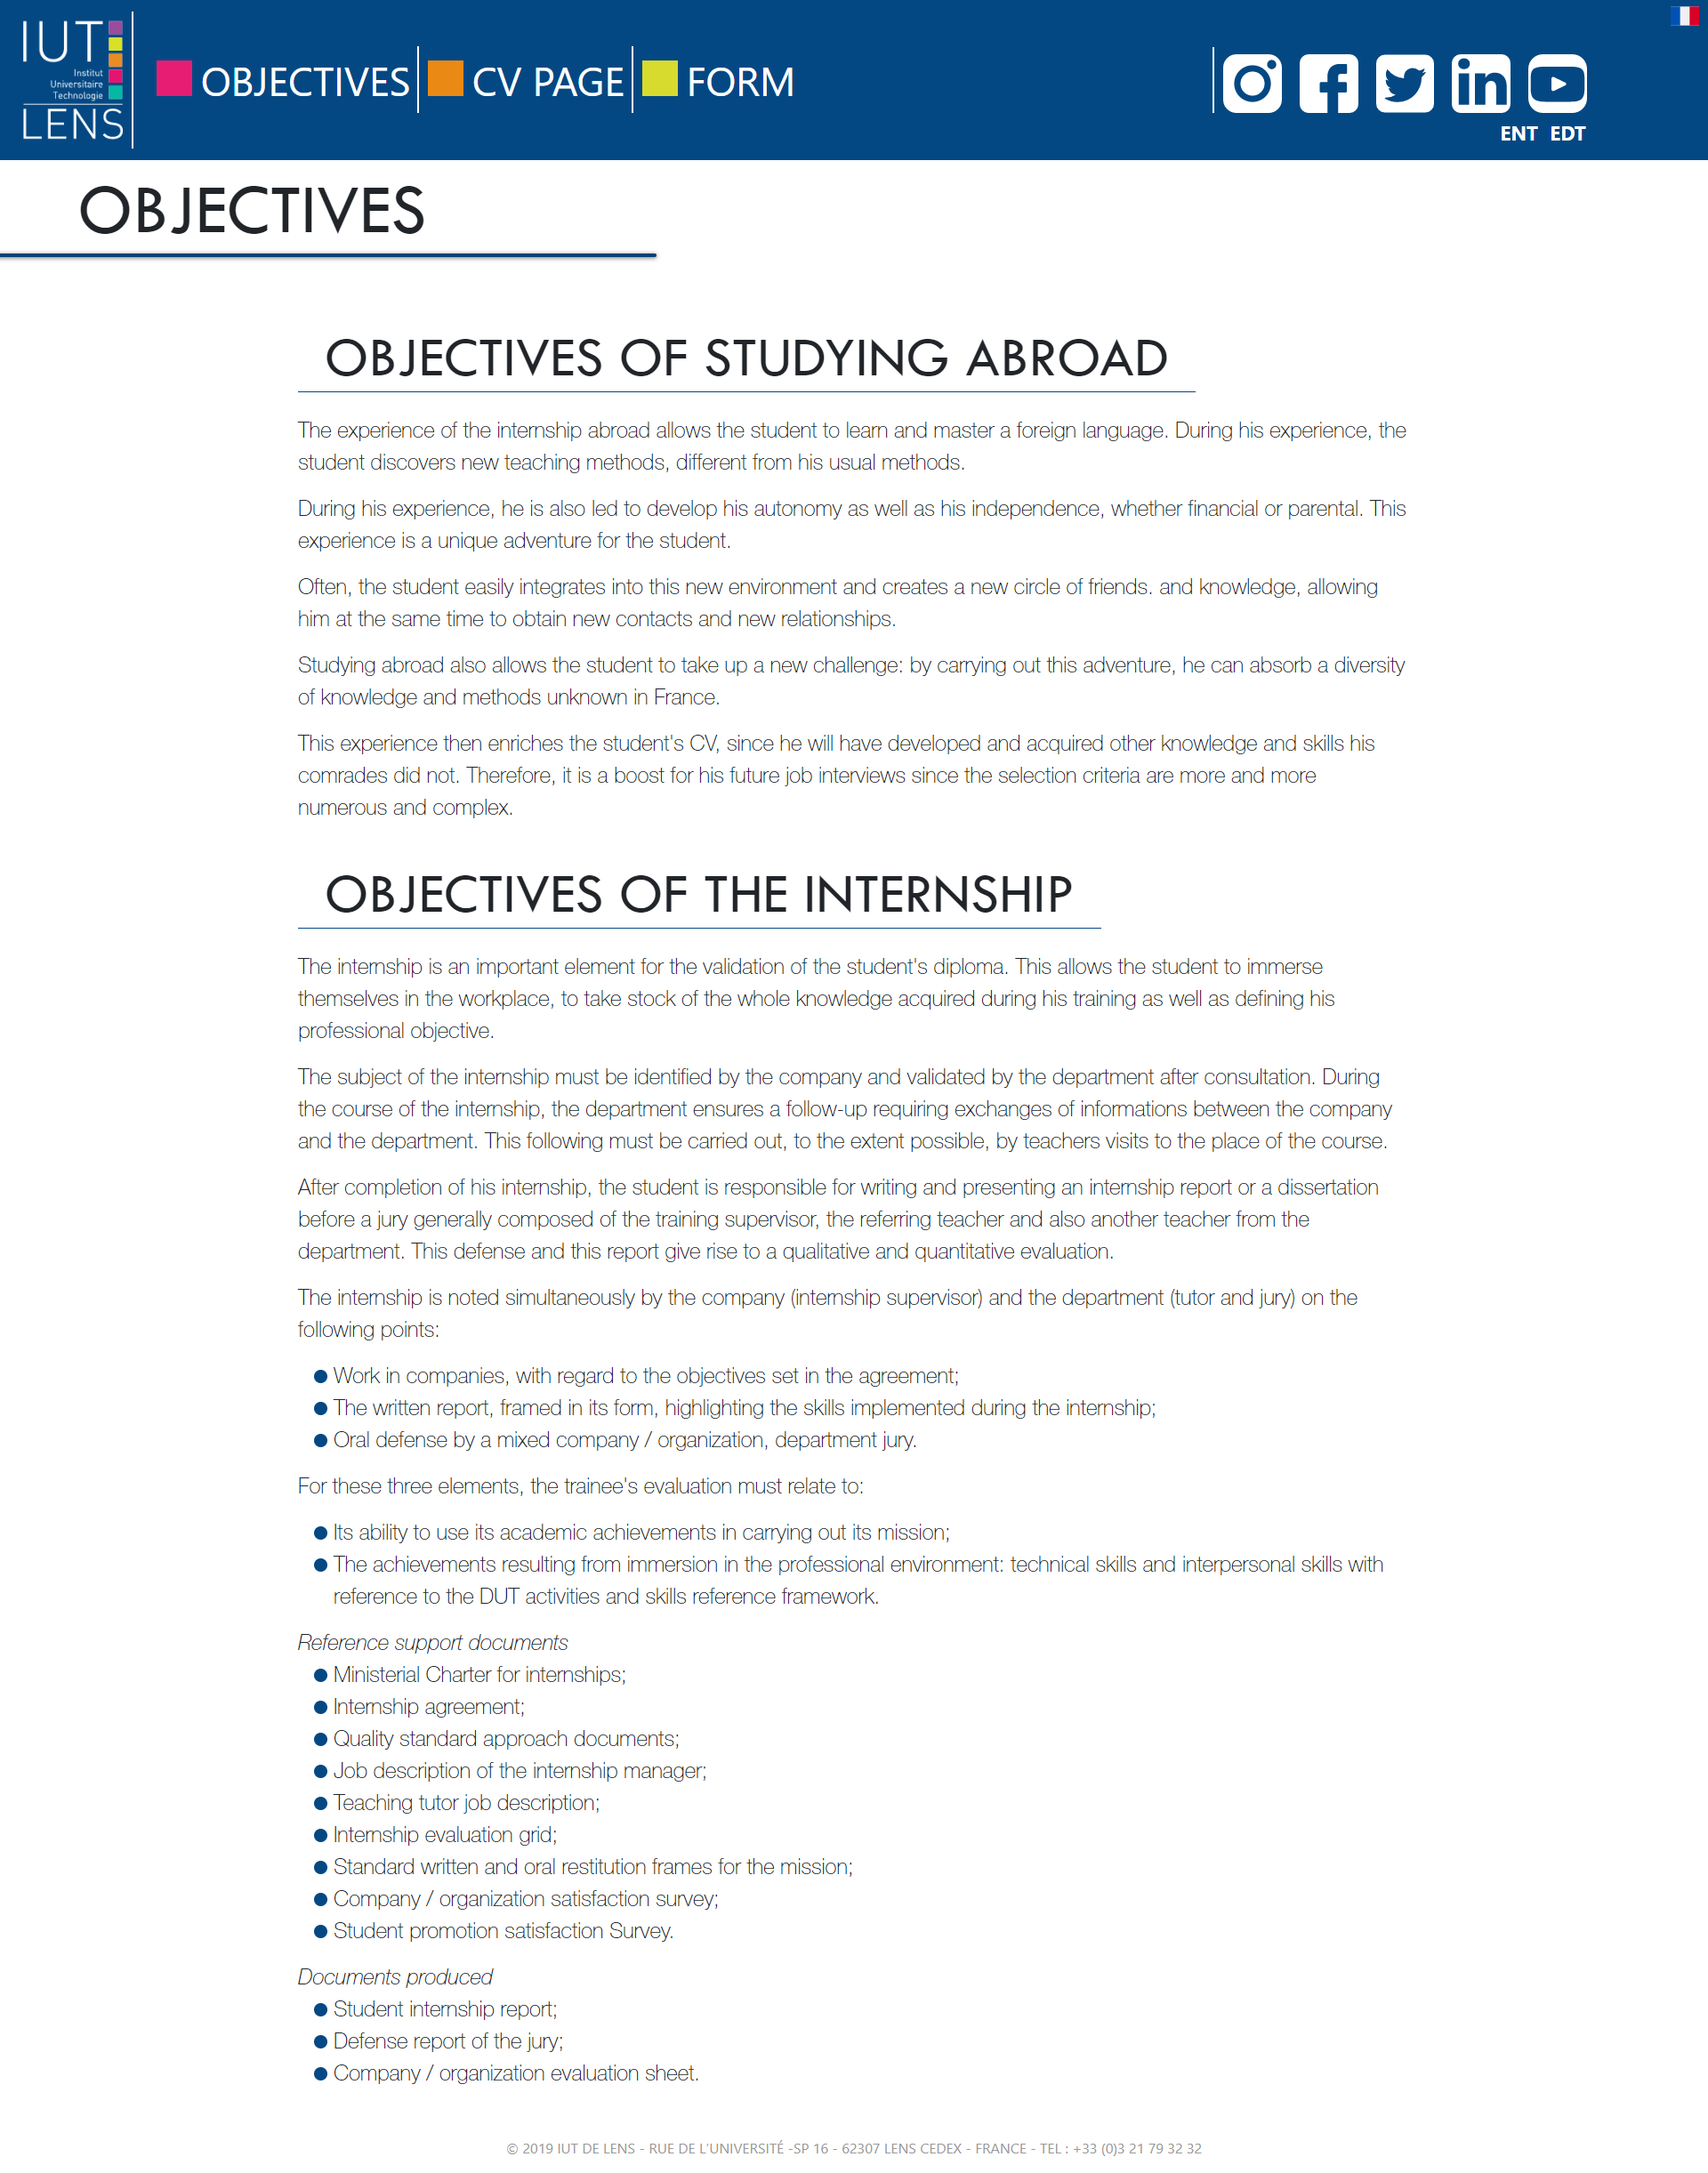 IUT
Institut
Universitaire
Technologie
LENS
OBJECTIVES
CV PAGE
FORM
ENT EDT
OBJECTIVES
OBJECTIVES OF STUDYING ABROAD
The experience of the internship abroad allows the student to learn and master a foreign language. During his experience, the
student discovers new teaching methods, different from his usual methods.
During his experience, he is also led to develop his autonomy as well as his independence, whether financial or parental. This
experience is a unique adventure for the student.
Often, the student easily integrates into this new environment and creates a new circle of friends. and knowledge, allowing
him at the same time to obtain new contacts and new relationships.
Studying abroad also allows the student to take up a new challenge: by carrying out this adventure, he can absorb a diversity
of knowledge and methods unknown in France.
This experience then enriches the student's CV, since he will have developed and acquired other knowledge and skills his
comrades did not. Therefore, it is a boost for his future job interviews since the selection criteria are more and more
numerous and complex.
OBJECTIVES OF THE INTERNSHIP
The internship is an important element for the validation of the student's diploma. This allows the student to immerse
themselves in the workplace, to take stock of the whole knowledge acquired during his training as well as defining his
professional objective.
The subject of the internship must be identified by the company and validated by the department after consultation. During
the course of the internship, the department ensures a follow-up requiring exchanges of informations between the company
and the department. This following must be carried out, to the extent possible, by teachers visits to the place of the course.
After completion of his internship, the student is responsible for writing and presenting an internship report or a dissertation
before a jury generally composed of the training supervisor, the referring teacher and also another teacher from the
department. This defense and this report give rise to a qualitative and quantitative evaluation.
The internship is noted simultaneously by the company (internship supervisor) and the department (tutor and jury) on the
following points:
● Work in companies, with regard to the objectives set in the agreement;
● The written report, framed in its form, highlighting the skills implemented during the internship;
● Oral defense by a mixed company / organization, department jury.
For these three elements, the trainee's evaluation must relate to:
● Its ability to use its academic achievements in carrying out its mission;
● The achievements resulting from immersion in the professional environment: technical skills and interpersonal skills with
reference to the DUT activities and skills reference framework.
Reference support documents
● Ministerial Charter for internships;
● Internship agreement;
● Quality standard approach documents;
● Job description of the internship manager;
● Teaching tutor job description;
● Internship evaluation grid;
● Standard written and oral restitution frames for the mission;
● Company / organization satisfaction survey;
● Student promotion satisfaction Survey.
Documents produced
● Student internship report;
● Defense report of the jury;
● Company / organization evaluation sheet.
© 2019 IUT DE LENS - RUE DE L'UNIVERSITÉ -SP 16 - 62307 LENS CEDEX - FRANCE - TEL : +33 (0)3 21 79 32 32